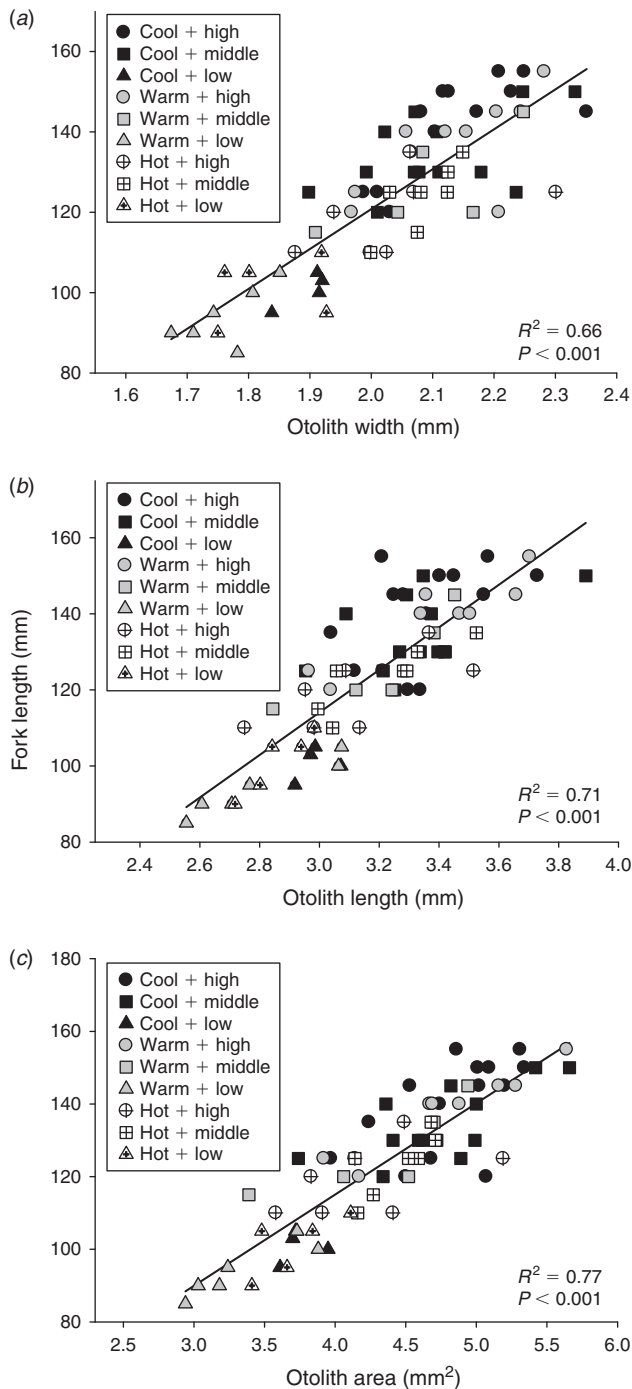 (a)
Cool + high
Cool + middle
Cool + low
Warm + high
Warm + middle
Warm + low
Hot + high
Hot + middle
Hot + low
160
140
120
100
80
R² = 0.66
P < 0.001
1.6 1.7 1.8 1.9 2.0 2.1 2.2 2.3 2.4
Otolith width (mm)
(b)
Cool + high
Cool + middle
Cool + low
Warm + high
Warm + middle
Warm + low
Hot + high
Hot + middle
Hot + low
160
140
120
100
80
Fork length (mm)
R² = 0.71
P < 0.001
2.4 2.6 2.8 3.0 3.2 3.4 3.6 3.8 4.0
Otolith length (mm)
(c)
Cool + high
Cool + middle
Cool + low
Warm + high
Warm + middle
Warm + low
Hot + high
Hot + middle
Hot + low
180
160
140
120
100
80
R² = 0.77
P < 0.001
2.5 3.0 3.5 4.0 4.5 5.0 5.5 6.0
Otolith area (mm²)